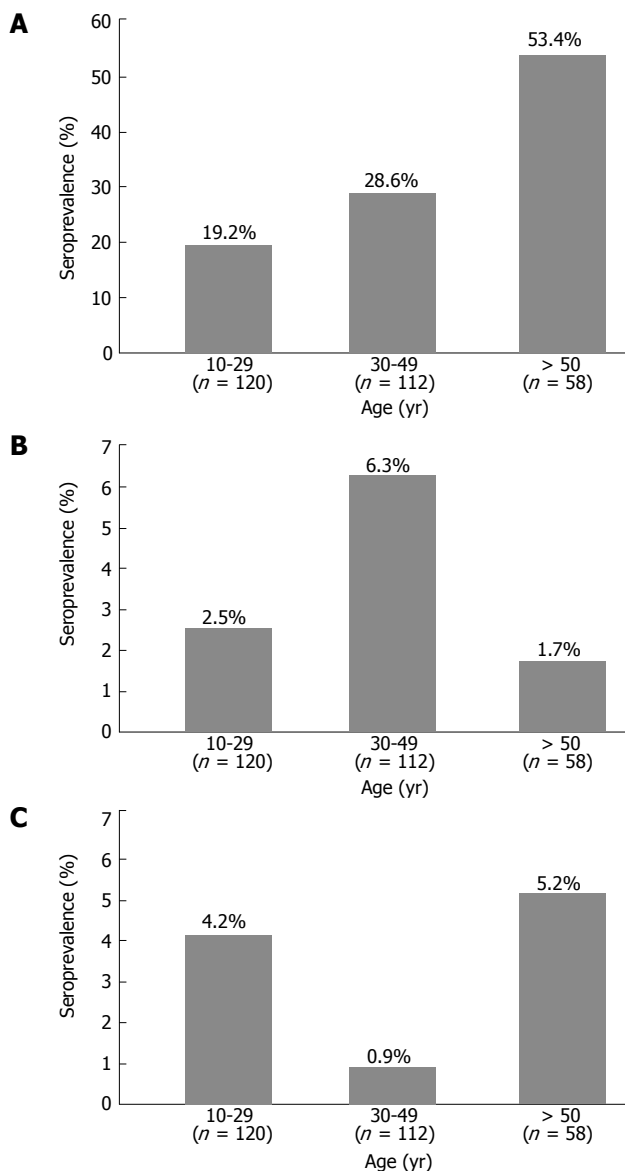 A
Seroprevalence (%)
60
50
40
30
20
10
0
19.2%
28.6%
53.4%
10-29 30-49 > 50
(n = 120) (n = 112) (n = 58)
Age (yr)
B
Seroprevalence (%)
7
6
5
4
3
2
1
0
2.5%
6.3%
1.7%
10-29 30-49 > 50
(n = 120) (n = 112) (n = 58)
Age (yr)
C
Seroprevalence (%)
7
6
5
4
3
2
1
0
4.2%
0.9%
5.2%
10-29 30-49 > 50
(n = 120) (n = 112) (n = 58)
Age (yr)